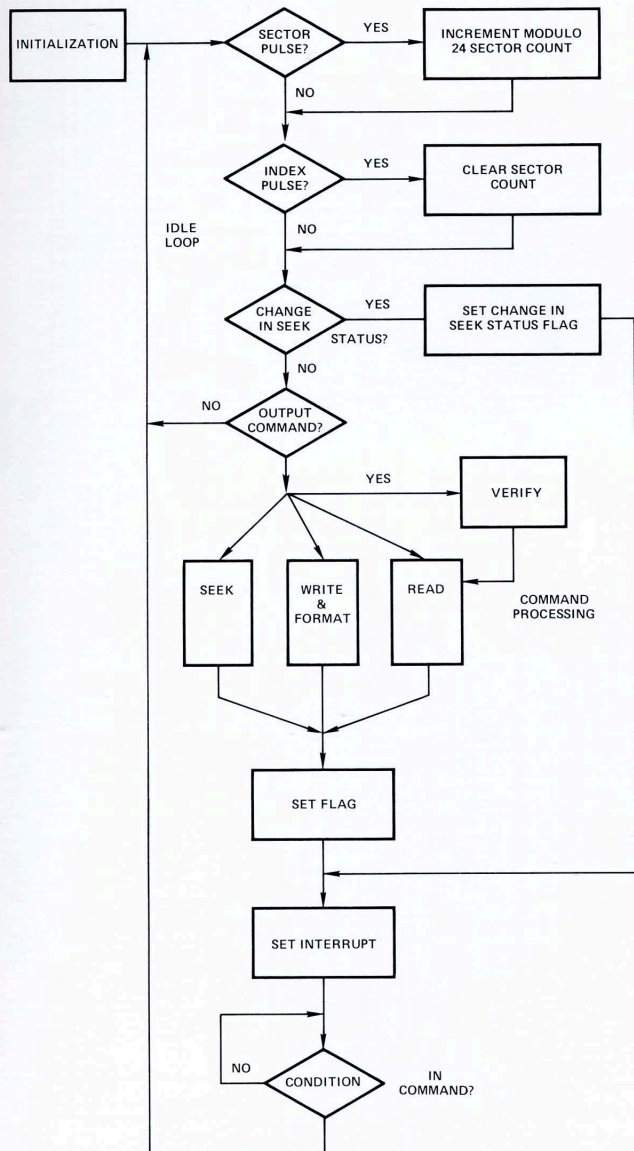 INITIALIZATION
SECTOR
PULSE?
YES
INCREMENT MODULO
24 SECTOR COUNT
NO
INDEX
PULSE?
YES
CLEAR SECTOR
COUNT
NO
IDLE
LOOP
CHANGE
IN SEEK
STATUS?
YES
SET CHANGE IN
SEEK STATUS FLAG
NO
OUTPUT
COMMAND?
NO
YES
VERIFY
SEEK
WRITE
&
FORMAT
READ
COMMAND
PROCESSING
SET FLAG
SET INTERRUPT
NO
CONDITION
IN
COMMAND?